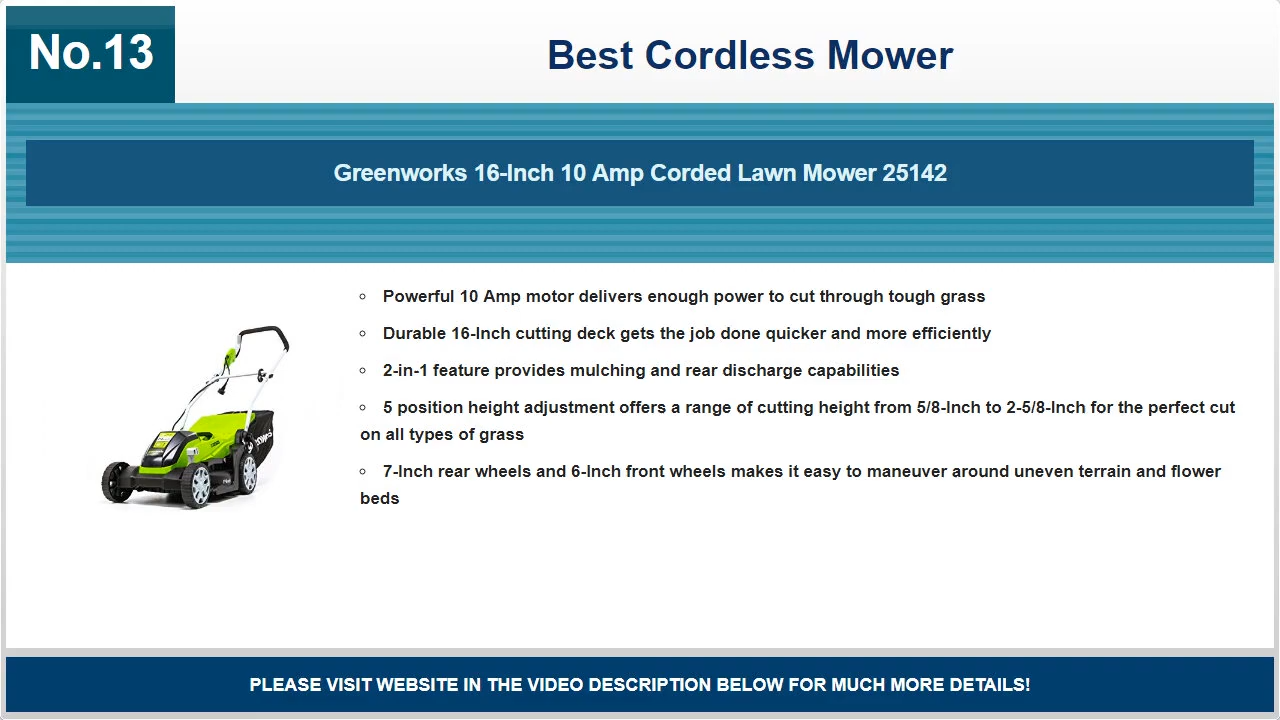 No.13
Best Cordless Mower
Greenworks 16-Inch 10 Amp Corded Lawn Mower 25142
Powerful 10 Amp motor delivers enough power to cut through tough grass
Durable 16-Inch cutting deck gets the job done quicker and more efficiently
2-in-1 feature provides mulching and rear discharge capabilities
5 position height adjustment offers a range of cutting height from 5/8-Inch to 2-5/8-Inch for the perfect cut
on all types of grass
7-Inch rear wheels and 6-Inch front wheels makes it easy to maneuver around uneven terrain and flower
beds
PLEASE VISIT WEBSITE IN THE VIDEO DESCRIPTION BELOW FOR MUCH MORE DETAILS!